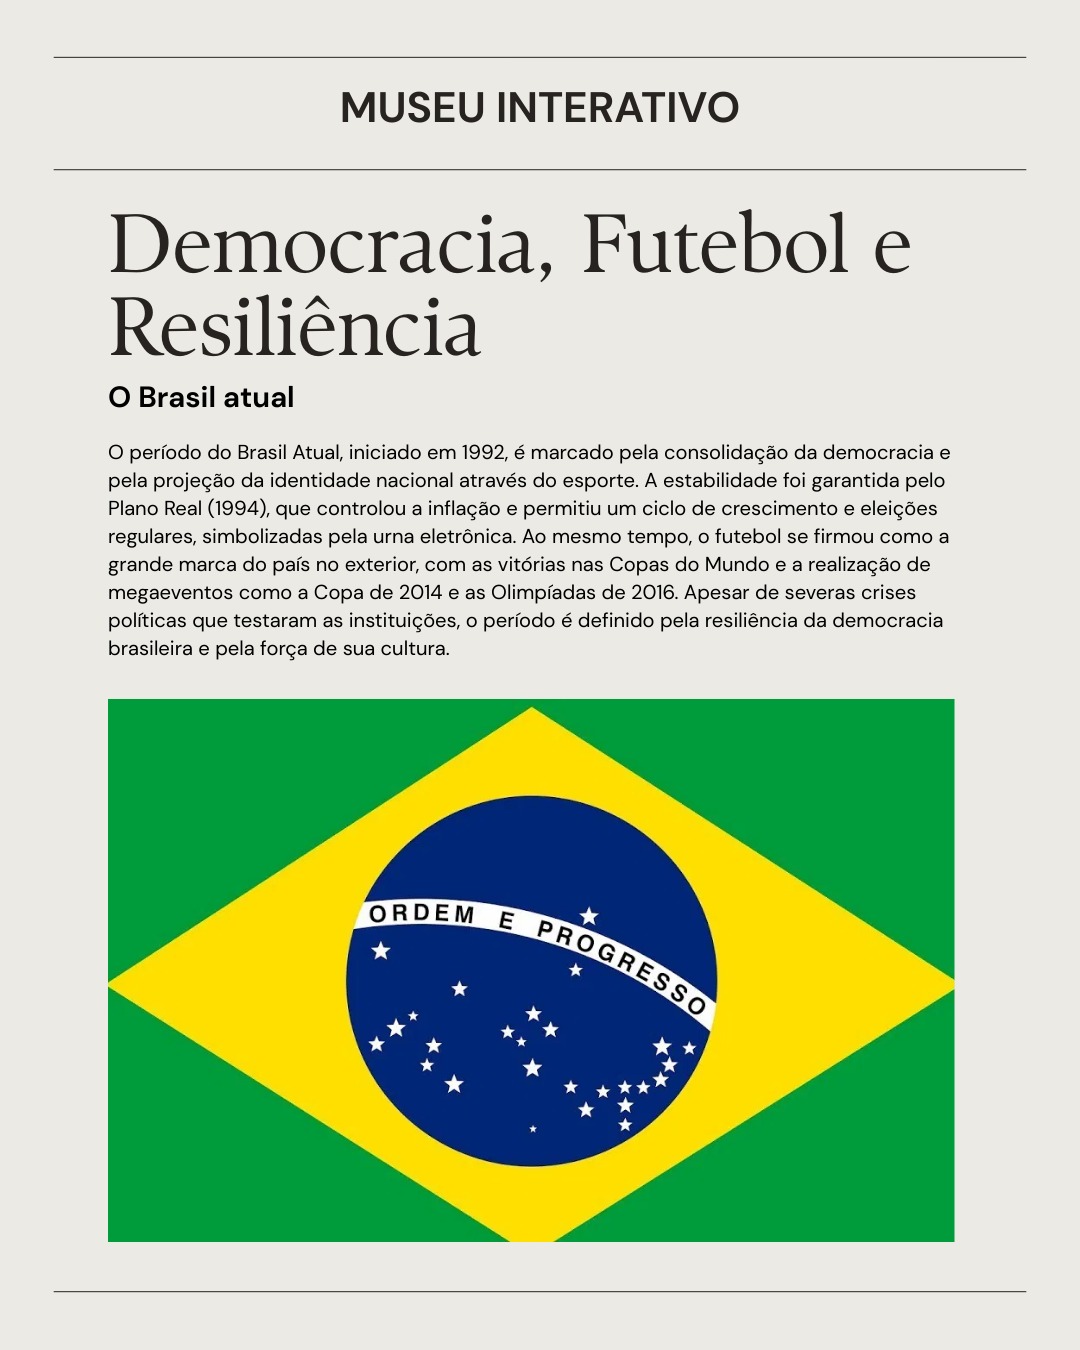 MUSEU INTERATIVO
Democracia, Futebol e
Resiliência
O Brasil atual
O período do Brasil Atual, iniciado em 1992, é marcado pela consolidação da democracia e
pela projeção da identidade nacional através do esporte. A estabilidade foi garantida pelo
Plano Real (1994), que controlou a inflação e permitiu um ciclo de crescimento e eleições
regulares, simbolizadas pela urna eletrônica. Ao mesmo tempo, o futebol se firmou como a
grande marca do país no exterior, com as vitórias nas Copas do Mundo e a realização de
megaeventos como a Copa de 2014 e as Olimpíadas de 2016. Apesar de severas crises
políticas que testaram as instituições, o período é definido pela resiliência da democracia
brasileira e pela força de sua cultura.
ORDEM E PROGRESSO